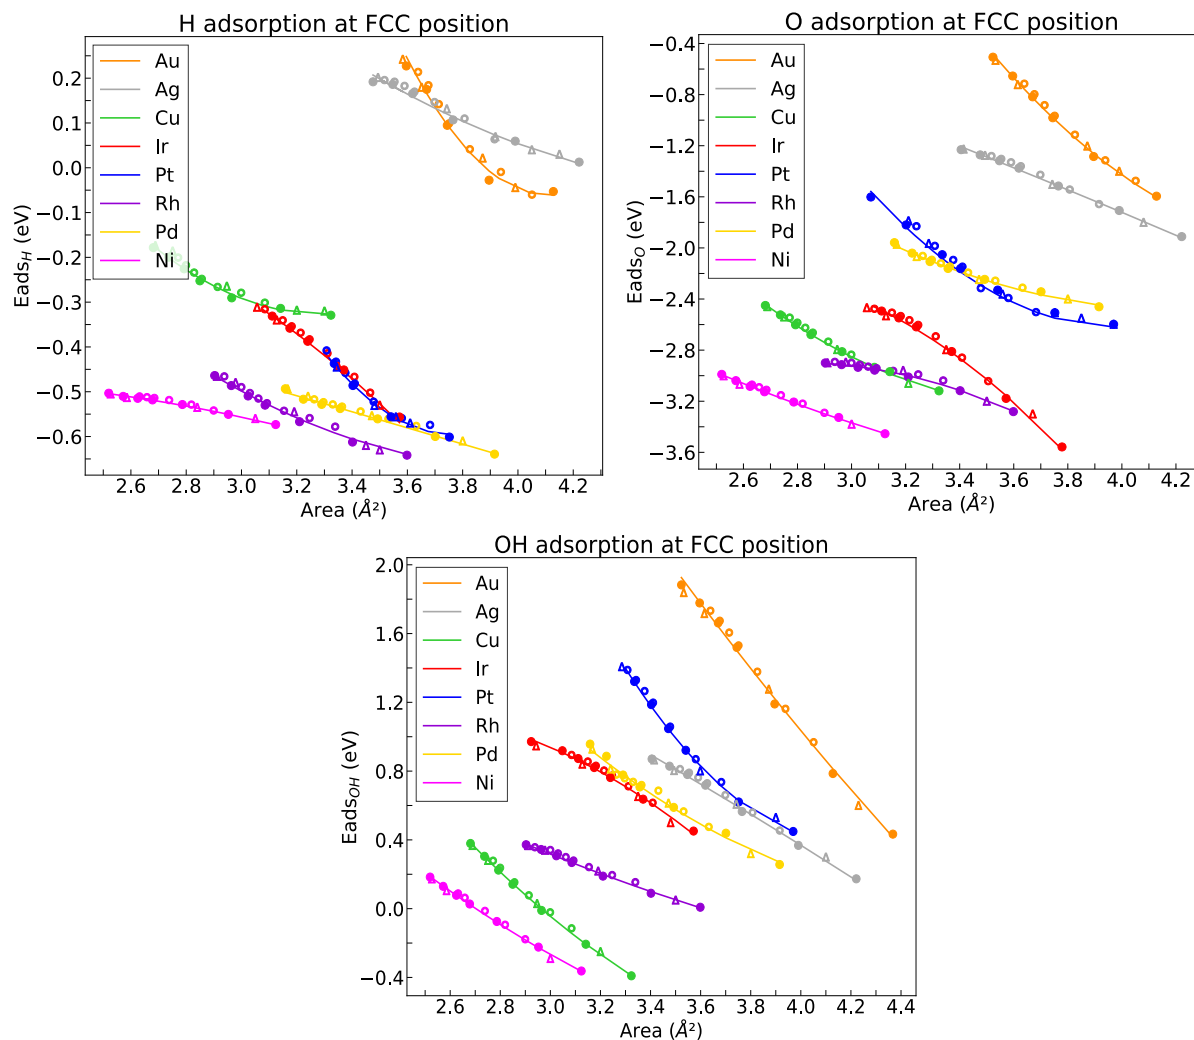 H adsorption at FCC position
Eads_H (eV)
0.2
0.1
0.0
−0.1
−0.2
−0.3
−0.4
−0.5
−0.6
Au
Ag
Cu
Ir
Pt
Rh
Pd
Ni
2.6 2.8 3.0 3.2 3.4 3.6 3.8 4.0 4.2
Area (Å²)
O adsorption at FCC position
Eads_O (eV)
−0.4
−0.8
−1.2
−1.6
−2.0
−2.4
−2.8
−3.2
−3.6
Au
Ag
Cu
Ir
Pt
Rh
Pd
Ni
2.6 2.8 3.0 3.2 3.4 3.6 3.8 4.0 4.2
Area (Å²)
OH adsorption at FCC position
Eads_OH (eV)
2.0
1.6
1.2
0.8
0.4
0.0
−0.4
Au
Ag
Cu
Ir
Pt
Rh
Pd
Ni
2.6 2.8 3.0 3.2 3.4 3.6 3.8 4.0 4.2 4.4
Area (Å²)